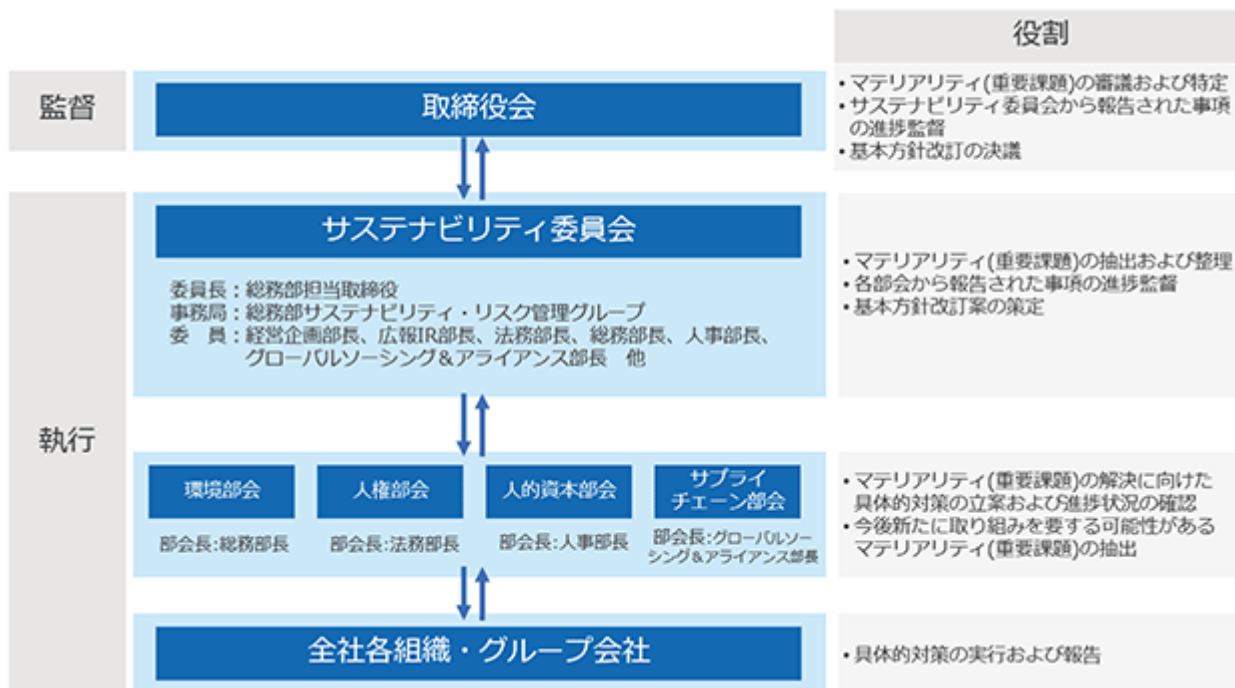 役割
監督
取締役会
・マテリアリティ(重要課題)の審議および特定
・サステナビリティ委員会から報告された事項
の進捗監督
・基本方針改訂の決議
執行
サステナビリティ委員会
委員長：総務部担当取締役
事務局：総務部サステナビリティ・リスク管理グループ
委　員：経営企画部長、広報IR部長、法務部長、総務部長、人事部長、
グローバルソーシング＆アライアンス部長　他
・マテリアリティ(重要課題)の抽出および整理
・各部会から報告された事項の進捗監督
・基本方針改訂案の策定
環境部会
部会長:総務部長
人権部会
部会長:法務部長
人的資本部会
部会長:人事部長
サプライ
チェーン部会
部会長:グローバルソー
シング&アライアンス部長
・マテリアリティ(重要課題)の解決に向けた
具体的対策の立案および進捗状況の確認
・今後新たに取り組みを要する可能性がある
マテリアリティ(重要課題)の抽出
全社各組織・グループ会社
・具体的対策の実行および報告